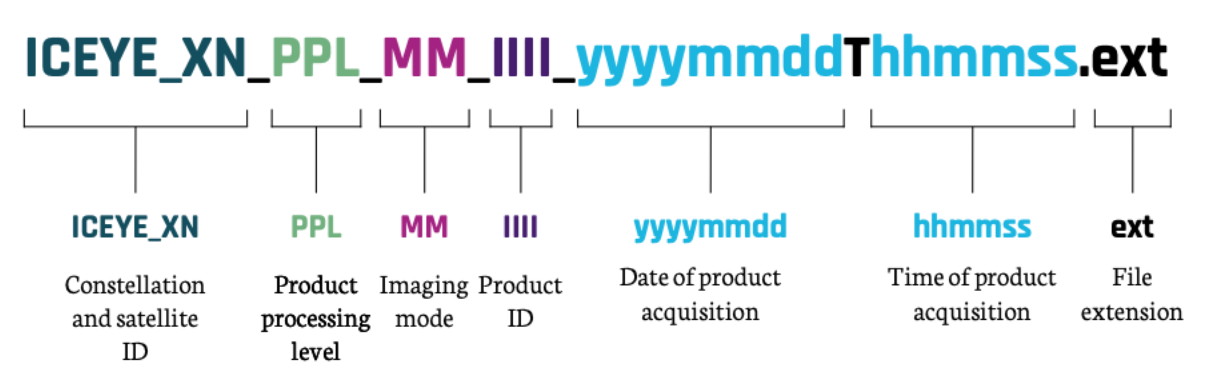 ICEYE_XN_PPL_MM_IIII_yyyymmddThhmmss.ext
ICEYE_XN PPL MM IIII yyyymmdd hhmmss ext
Constellation
and satellite
ID
Product
processing
level
Imaging
mode
Product
ID
Date of product
acquisition
Time of product
acquisition
File
extension